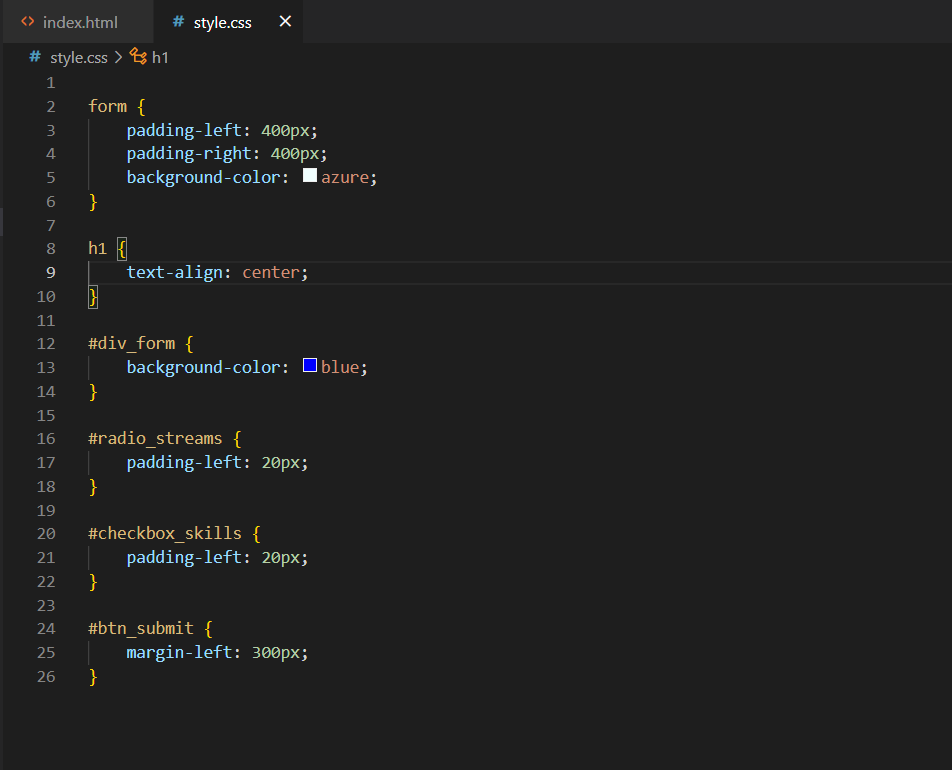 index.html
# style.css ×
# style.css > h1
1
2 form {
3 padding-left: 400px;
4 padding-right: 400px;
5 background-color: azure;
6 }
7
8 h1 {
9 text-align: center;
10 }
11
12 #div_form {
13 background-color: blue;
14 }
15
16 #radio_streams {
17 padding-left: 20px;
18 }
19
20 #checkbox_skills {
21 padding-left: 20px;
22 }
23
24 #btn_submit {
25 margin-left: 300px;
26 }